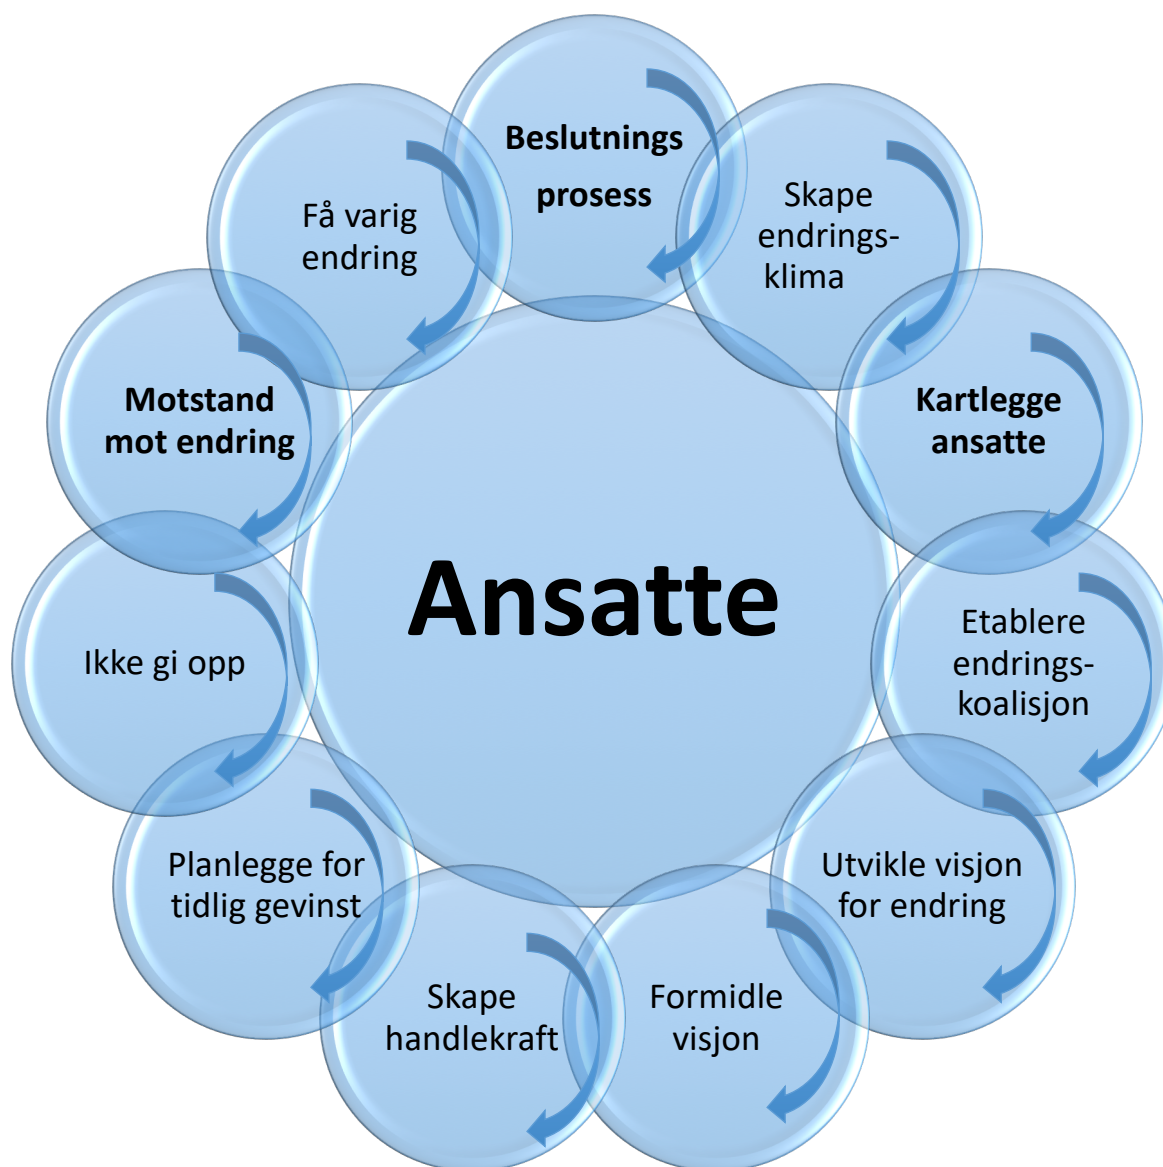 Beslutnings
prosess
Skape
endrings-
klima
Kartlegge
ansatte
Etablere
endrings-
koalisjon
Utvikle visjon
for endring
Formidle
visjon
Skape
handlekraft
Planlegge for
tidlig gevinst
Ikke gi opp
Motstand
mot endring
Få varig
endring
Ansatte